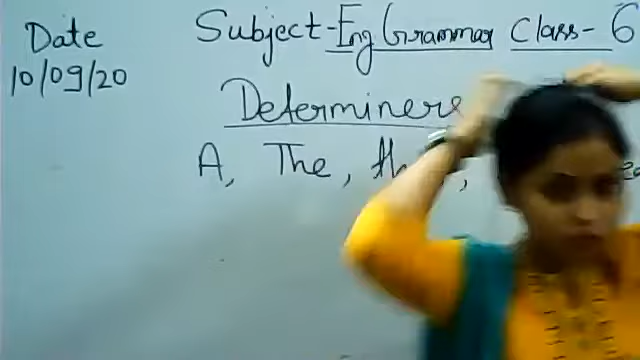 Date
10/09/20
Subject-Eng Grammar Class-6
Determiners
A, The,